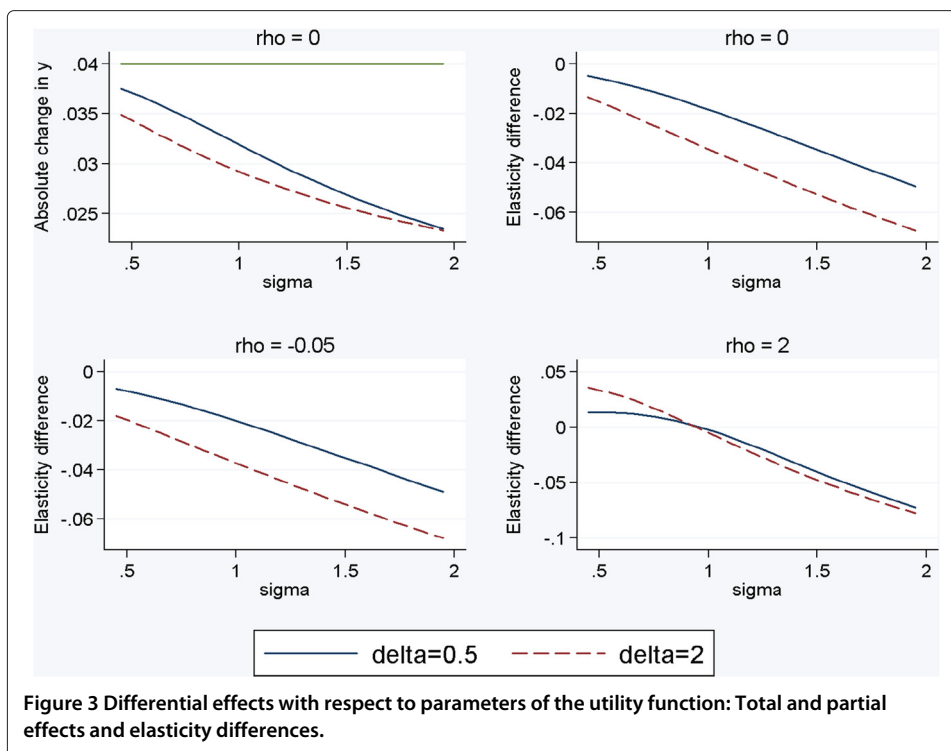 rho = 0
Absolute change in y
.04
.035
.03
.025
.5 1 1.5 2
sigma
rho = 0
Elasticity difference
0
-.02
-.04
-.06
.5 1 1.5 2
sigma
rho = -0.05
Elasticity difference
0
-.02
-.04
-.06
.5 1 1.5 2
sigma
rho = 2
Elasticity difference
.05
0
-.05
-.1
.5 1 1.5 2
sigma
delta=0.5 delta=2
Figure 3 Differential effects with respect to parameters of the utility function: Total and partial
effects and elasticity differences.